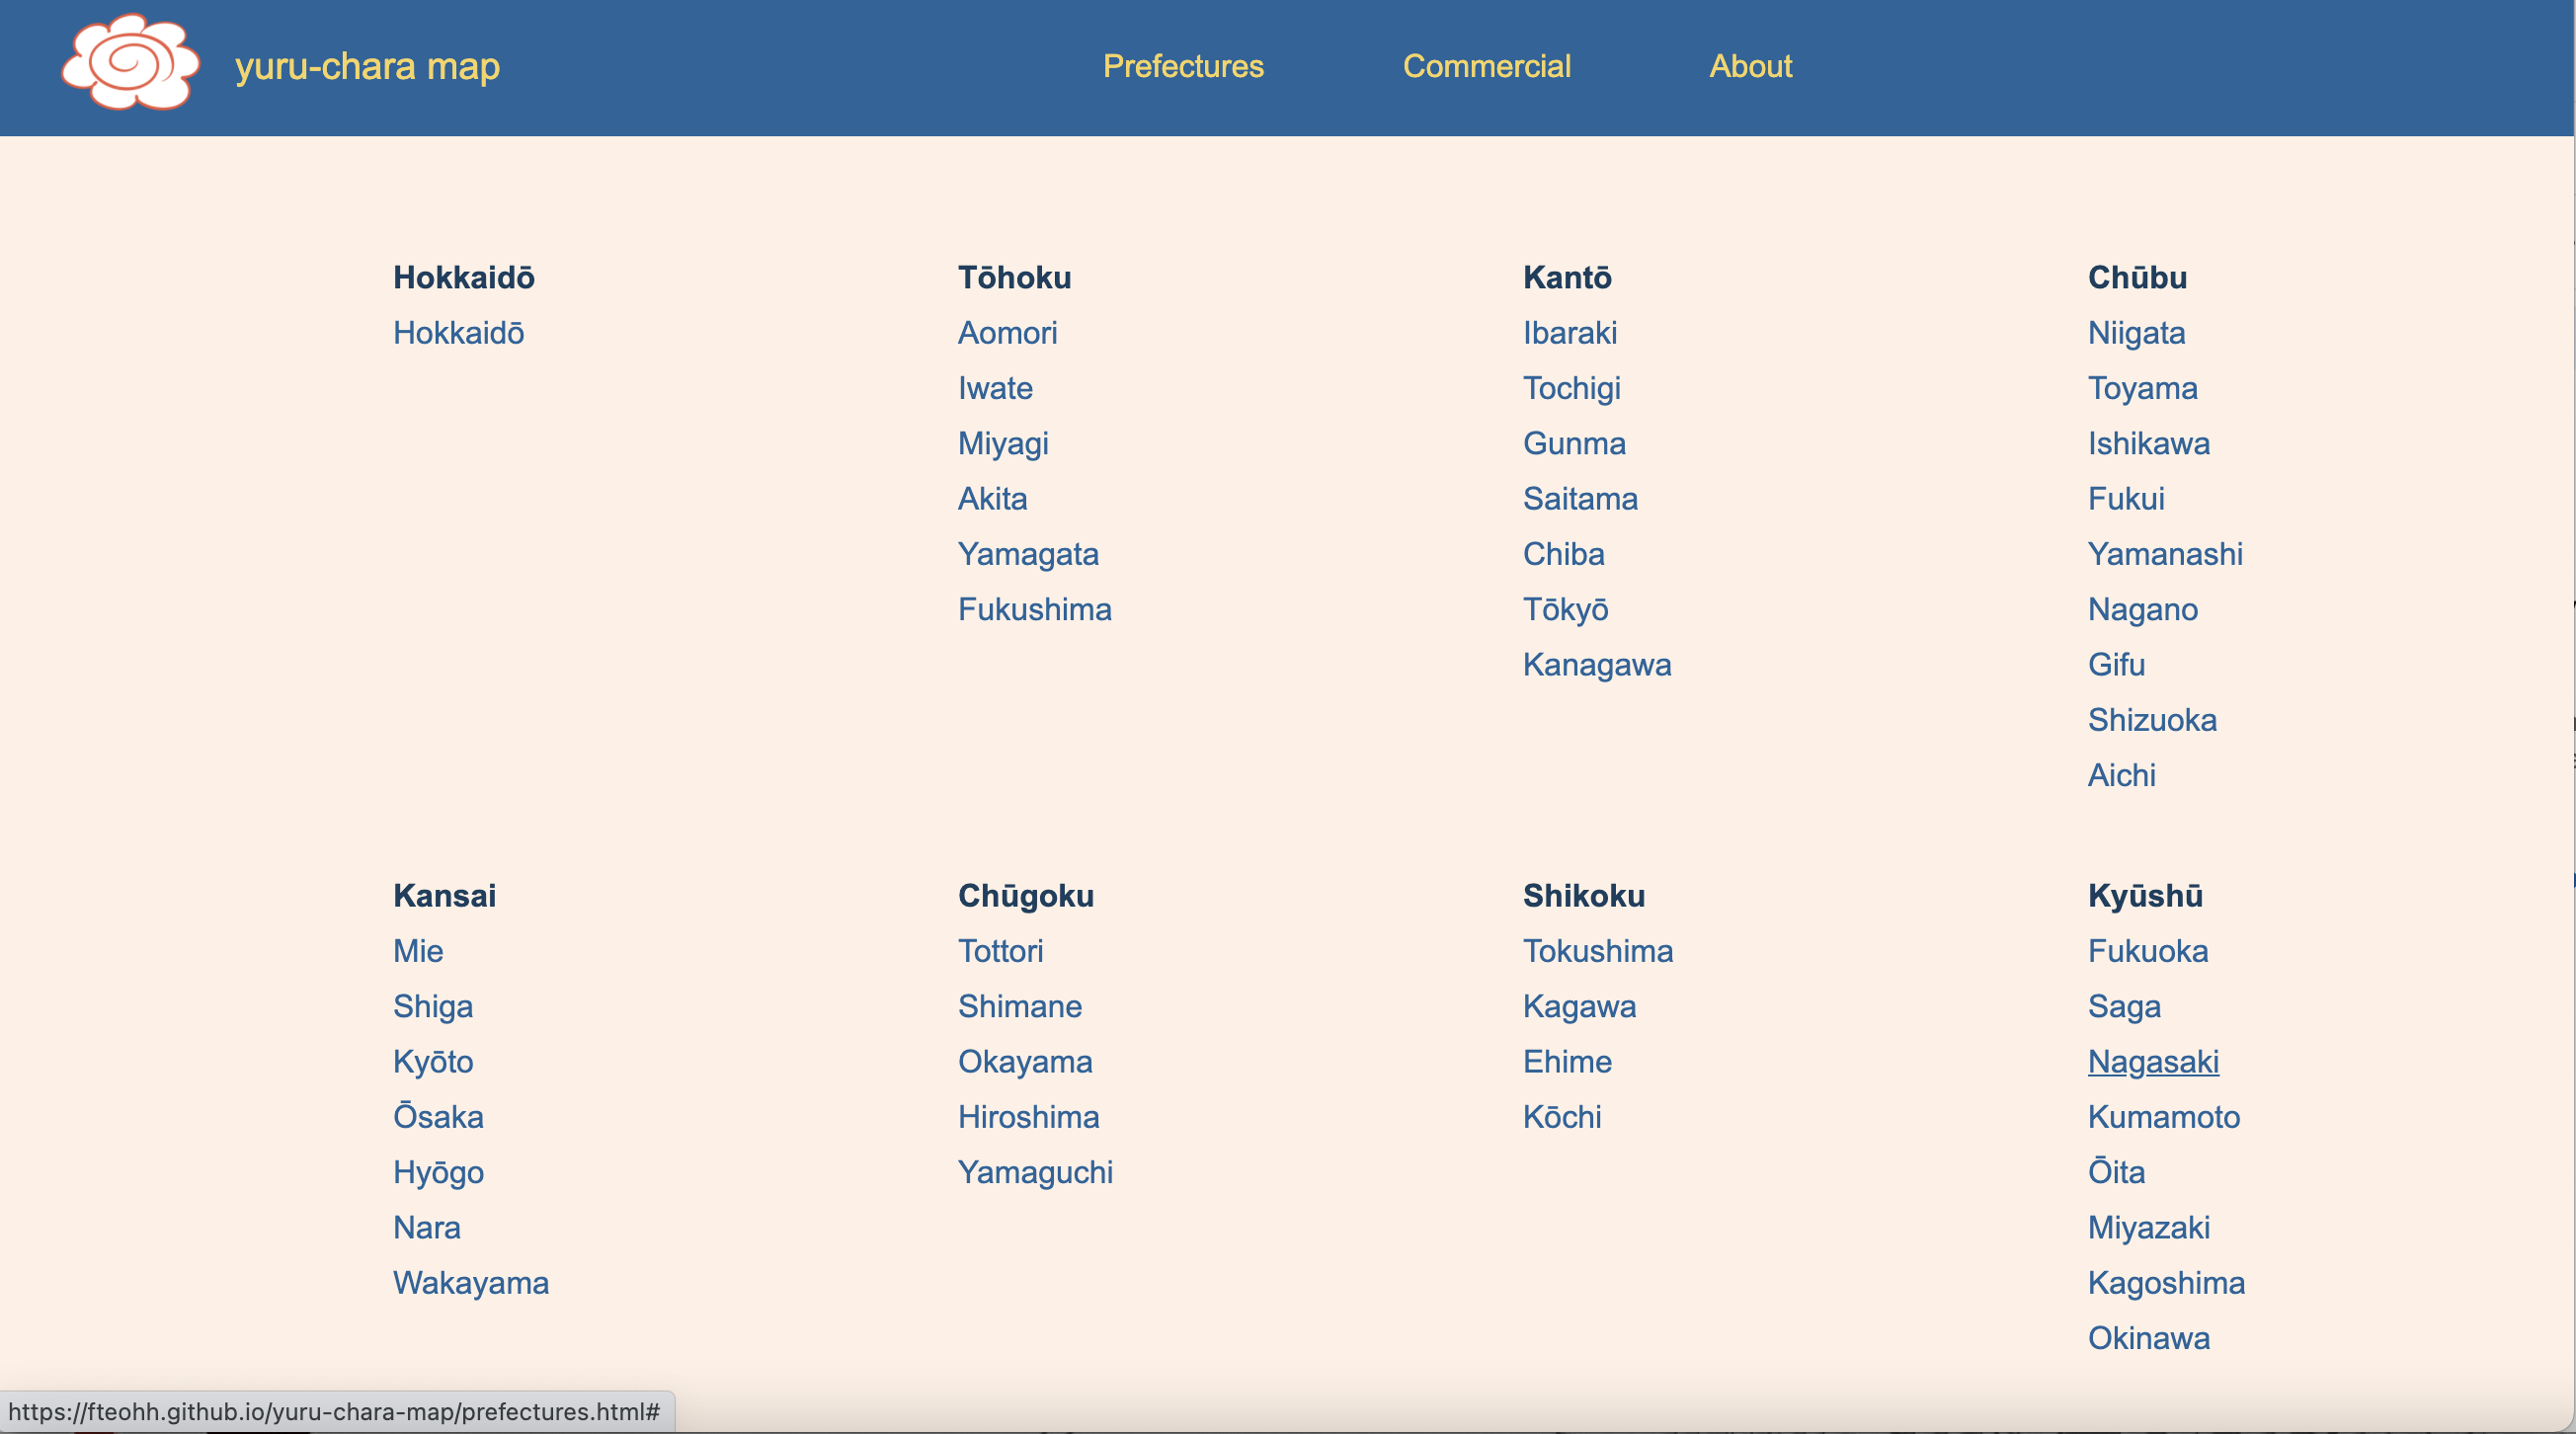 yuru-chara map
Prefectures
Commercial
About
Hokkaidō
Hokkaidō
Tōhoku
Aomori
Iwate
Miyagi
Akita
Yamagata
Fukushima
Kantō
Ibaraki
Tochigi
Gunma
Saitama
Chiba
Tōkyō
Kanagawa
Chūbu
Niigata
Toyama
Ishikawa
Fukui
Yamanashi
Nagano
Gifu
Shizuoka
Aichi
Kansai
Mie
Shiga
Kyōto
Ōsaka
Hyōgo
Nara
Wakayama
Chūgoku
Tottori
Shimane
Okayama
Hiroshima
Yamaguchi
Shikoku
Tokushima
Kagawa
Ehime
Kōchi
Kyūshū
Fukuoka
Saga
Nagasaki
Kumamoto
Ōita
Miyazaki
Kagoshima
Okinawa
https://fteohh.github.io/yuru-chara-map/prefectures.html#